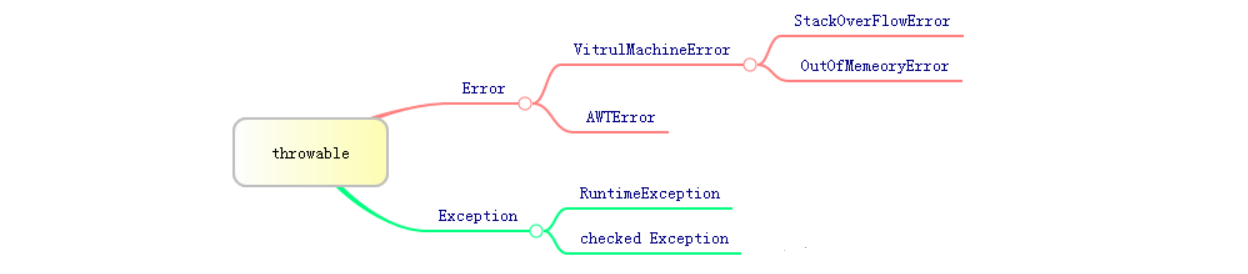 StackOverFlowError
VitrulMachineError
OutOfMemeoryError
Error
AWTError
throwable
RuntimeException
Exception
checked Exception